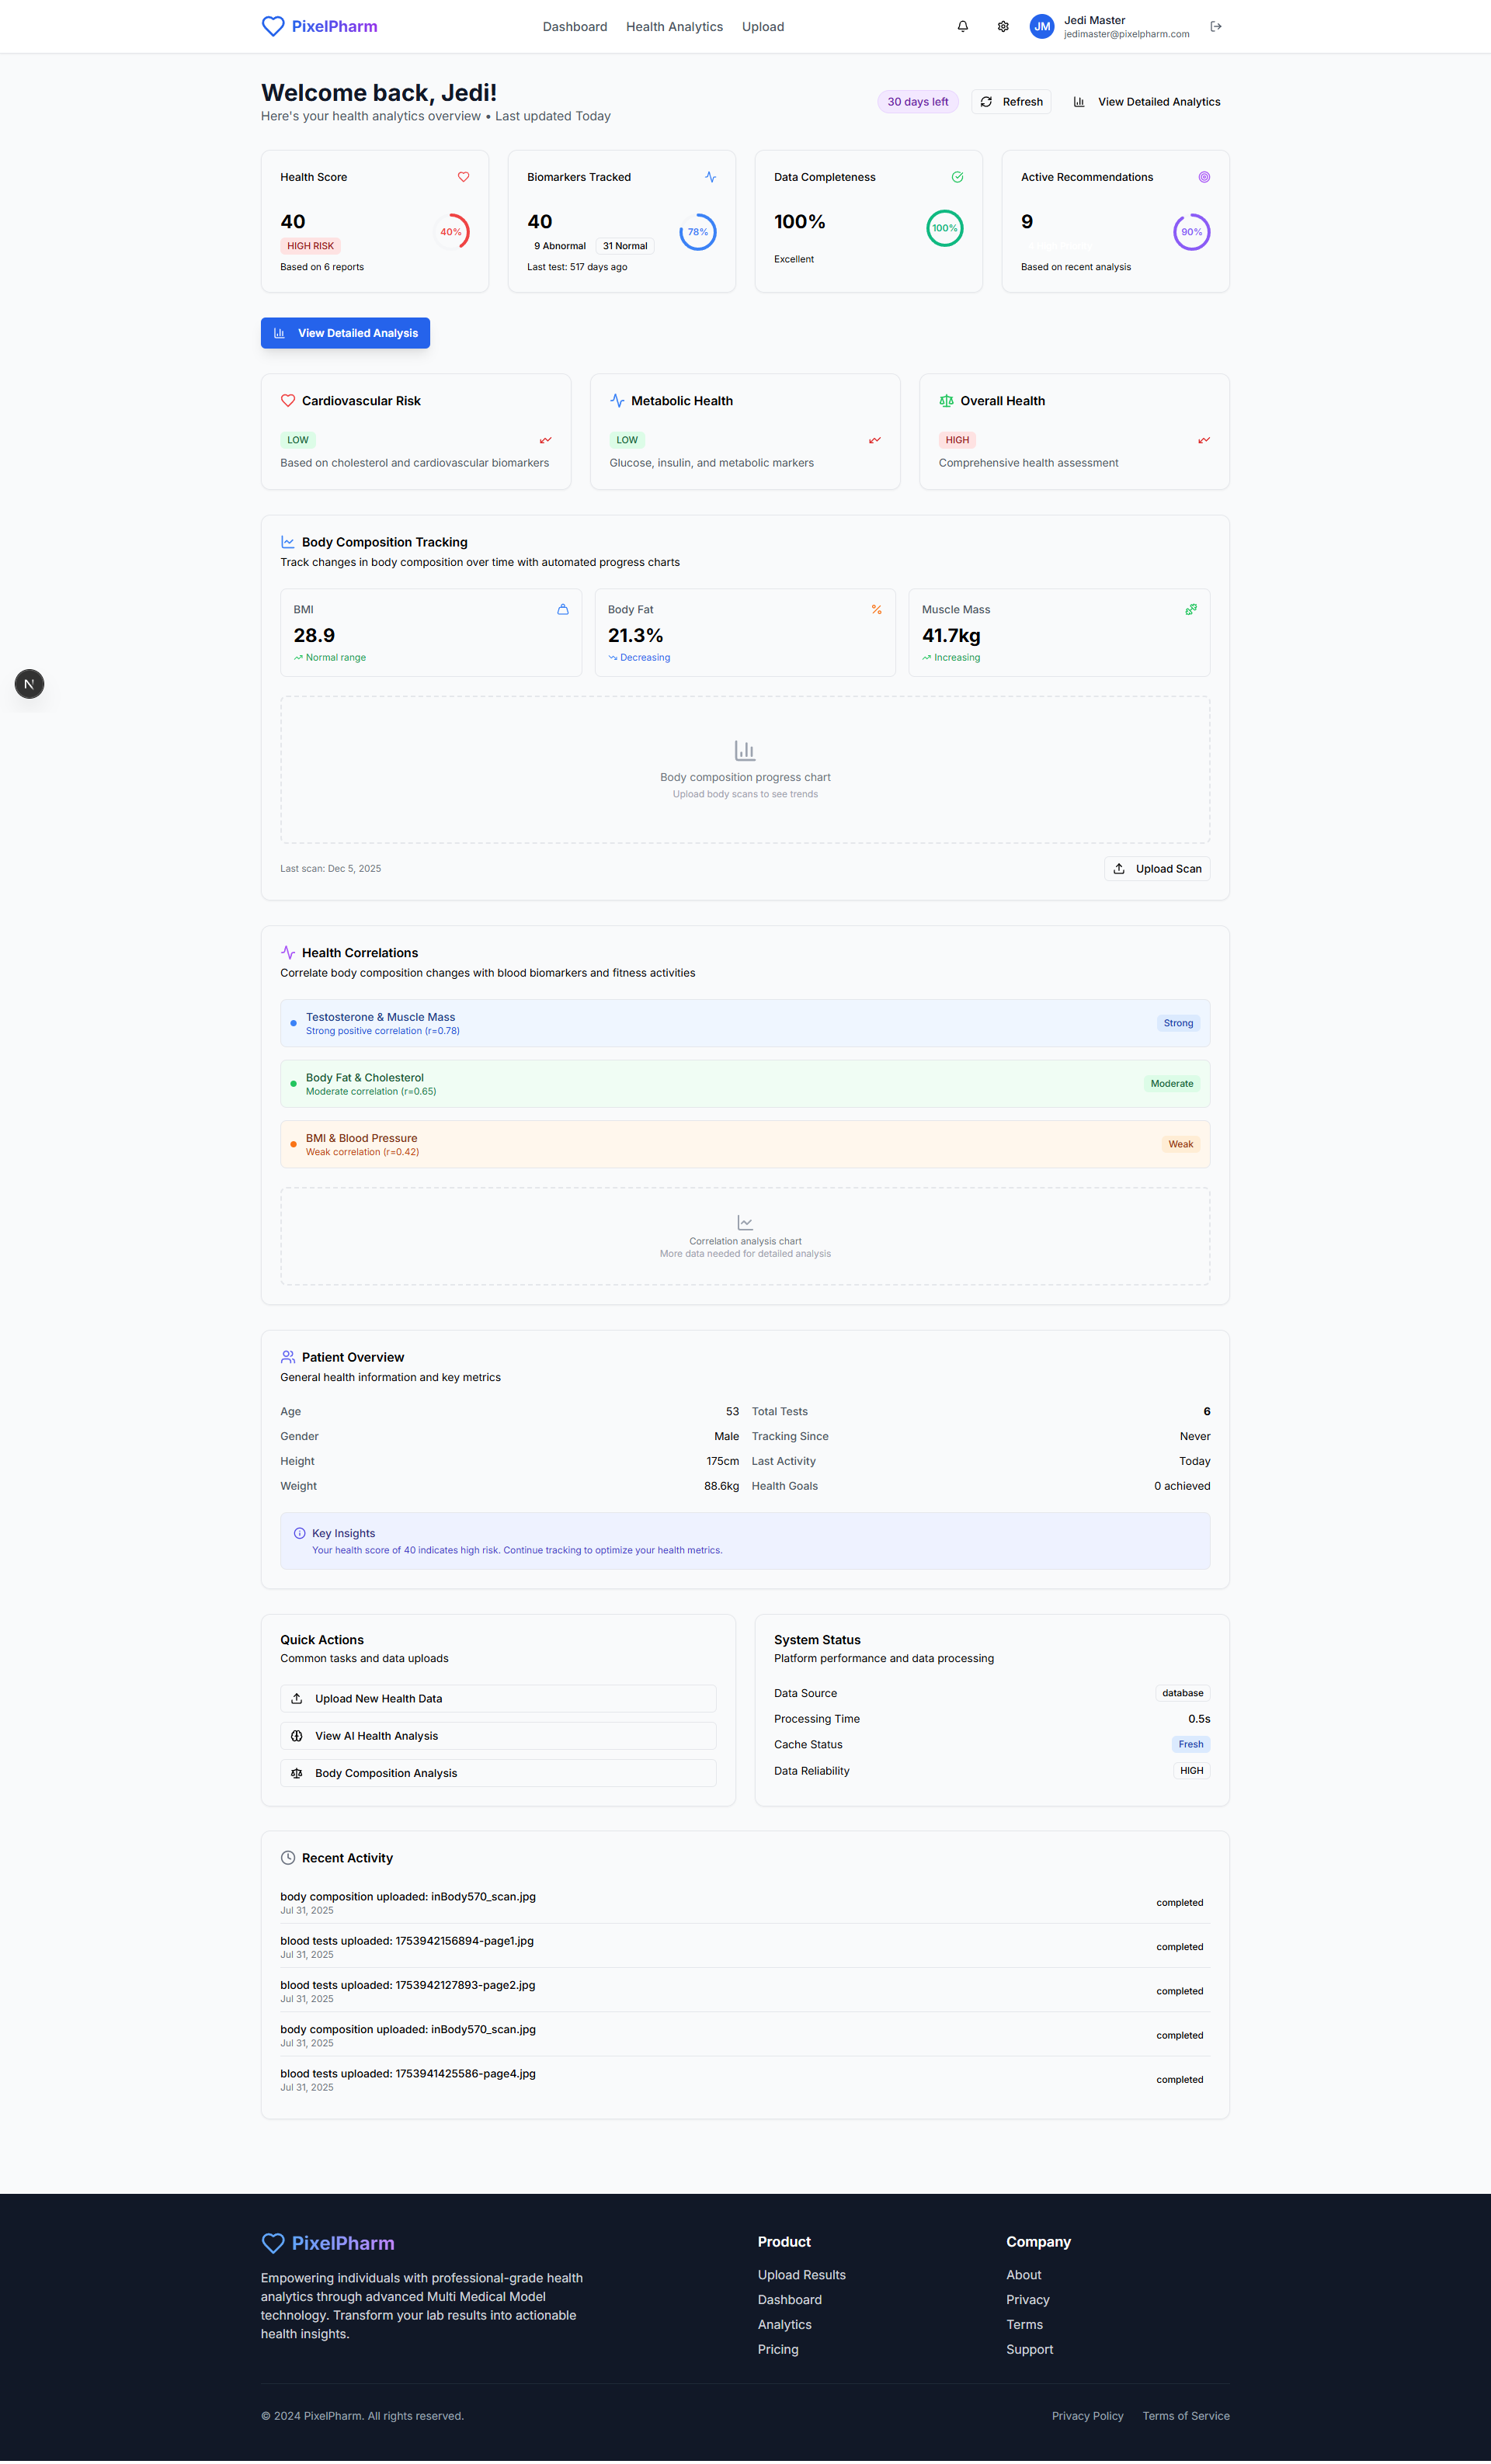 PixelPharm
Dashboard Health Analytics Upload
JM
Jedi Master
jedimaster@pixelpharm.com
Welcome back, Jedi!
Here's your health analytics overview • Last updated Today
30 days left
Refresh
View Detailed Analytics
Health Score
40
HIGH RISK
40%
Based on 6 reports
Biomarkers Tracked
40
9 Abnormal 31 Normal
78%
Last test: 517 days ago
Data Completeness
100%
100%
Excellent
Active Recommendations
9
90%
Based on recent analysis
View Detailed Analysis
Cardiovascular Risk
LOW
Based on cholesterol and cardiovascular biomarkers
Metabolic Health
LOW
Glucose, insulin, and metabolic markers
Overall Health
HIGH
Comprehensive health assessment
Body Composition Tracking
Track changes in body composition over time with automated progress charts
BMI
28.9
Normal range
Body Fat
21.3%
Decreasing
Muscle Mass
41.7kg
Increasing
N
Body composition progress chart
Upload body scans to see trends
Last scan: Dec 5, 2025
Upload Scan
Health Correlations
Correlate body composition changes with blood biomarkers and fitness activities
Testosterone & Muscle Mass
Strong positive correlation (r=0.78)
Strong
Body Fat & Cholesterol
Moderate correlation (r=0.65)
Moderate
BMI & Blood Pressure
Weak correlation (r=0.42)
Weak
Correlation analysis chart
More data needed for detailed analysis
Patient Overview
General health information and key metrics
Age 53 Total Tests 6
Gender Male Tracking Since Never
Height 175cm Last Activity Today
Weight 88.6kg Health Goals 0 achieved
Key Insights
Your health score of 40 indicates high risk. Continue tracking to optimize your health metrics.
Quick Actions
Common tasks and data uploads
Upload New Health Data
View AI Health Analysis
Body Composition Analysis
System Status
Platform performance and data processing
Data Source database
Processing Time 0.5s
Cache Status Fresh
Data Reliability HIGH
Recent Activity
body composition uploaded: inBody570_scan.jpg
Jul 31, 2025
completed
blood tests uploaded: 1753942156894-page1.jpg
Jul 31, 2025
completed
blood tests uploaded: 1753942127893-page2.jpg
Jul 31, 2025
completed
body composition uploaded: inBody570_scan.jpg
Jul 31, 2025
completed
blood tests uploaded: 1753941425586-page4.jpg
Jul 31, 2025
completed
PixelPharm
Empowering individuals with professional-grade health
analytics through advanced Multi Medical Model
technology. Transform your lab results into actionable
health insights.
Product
Upload Results
Dashboard
Analytics
Pricing
Company
About
Privacy
Terms
Support
© 2024 PixelPharm. All rights reserved.
Privacy Policy Terms of Service